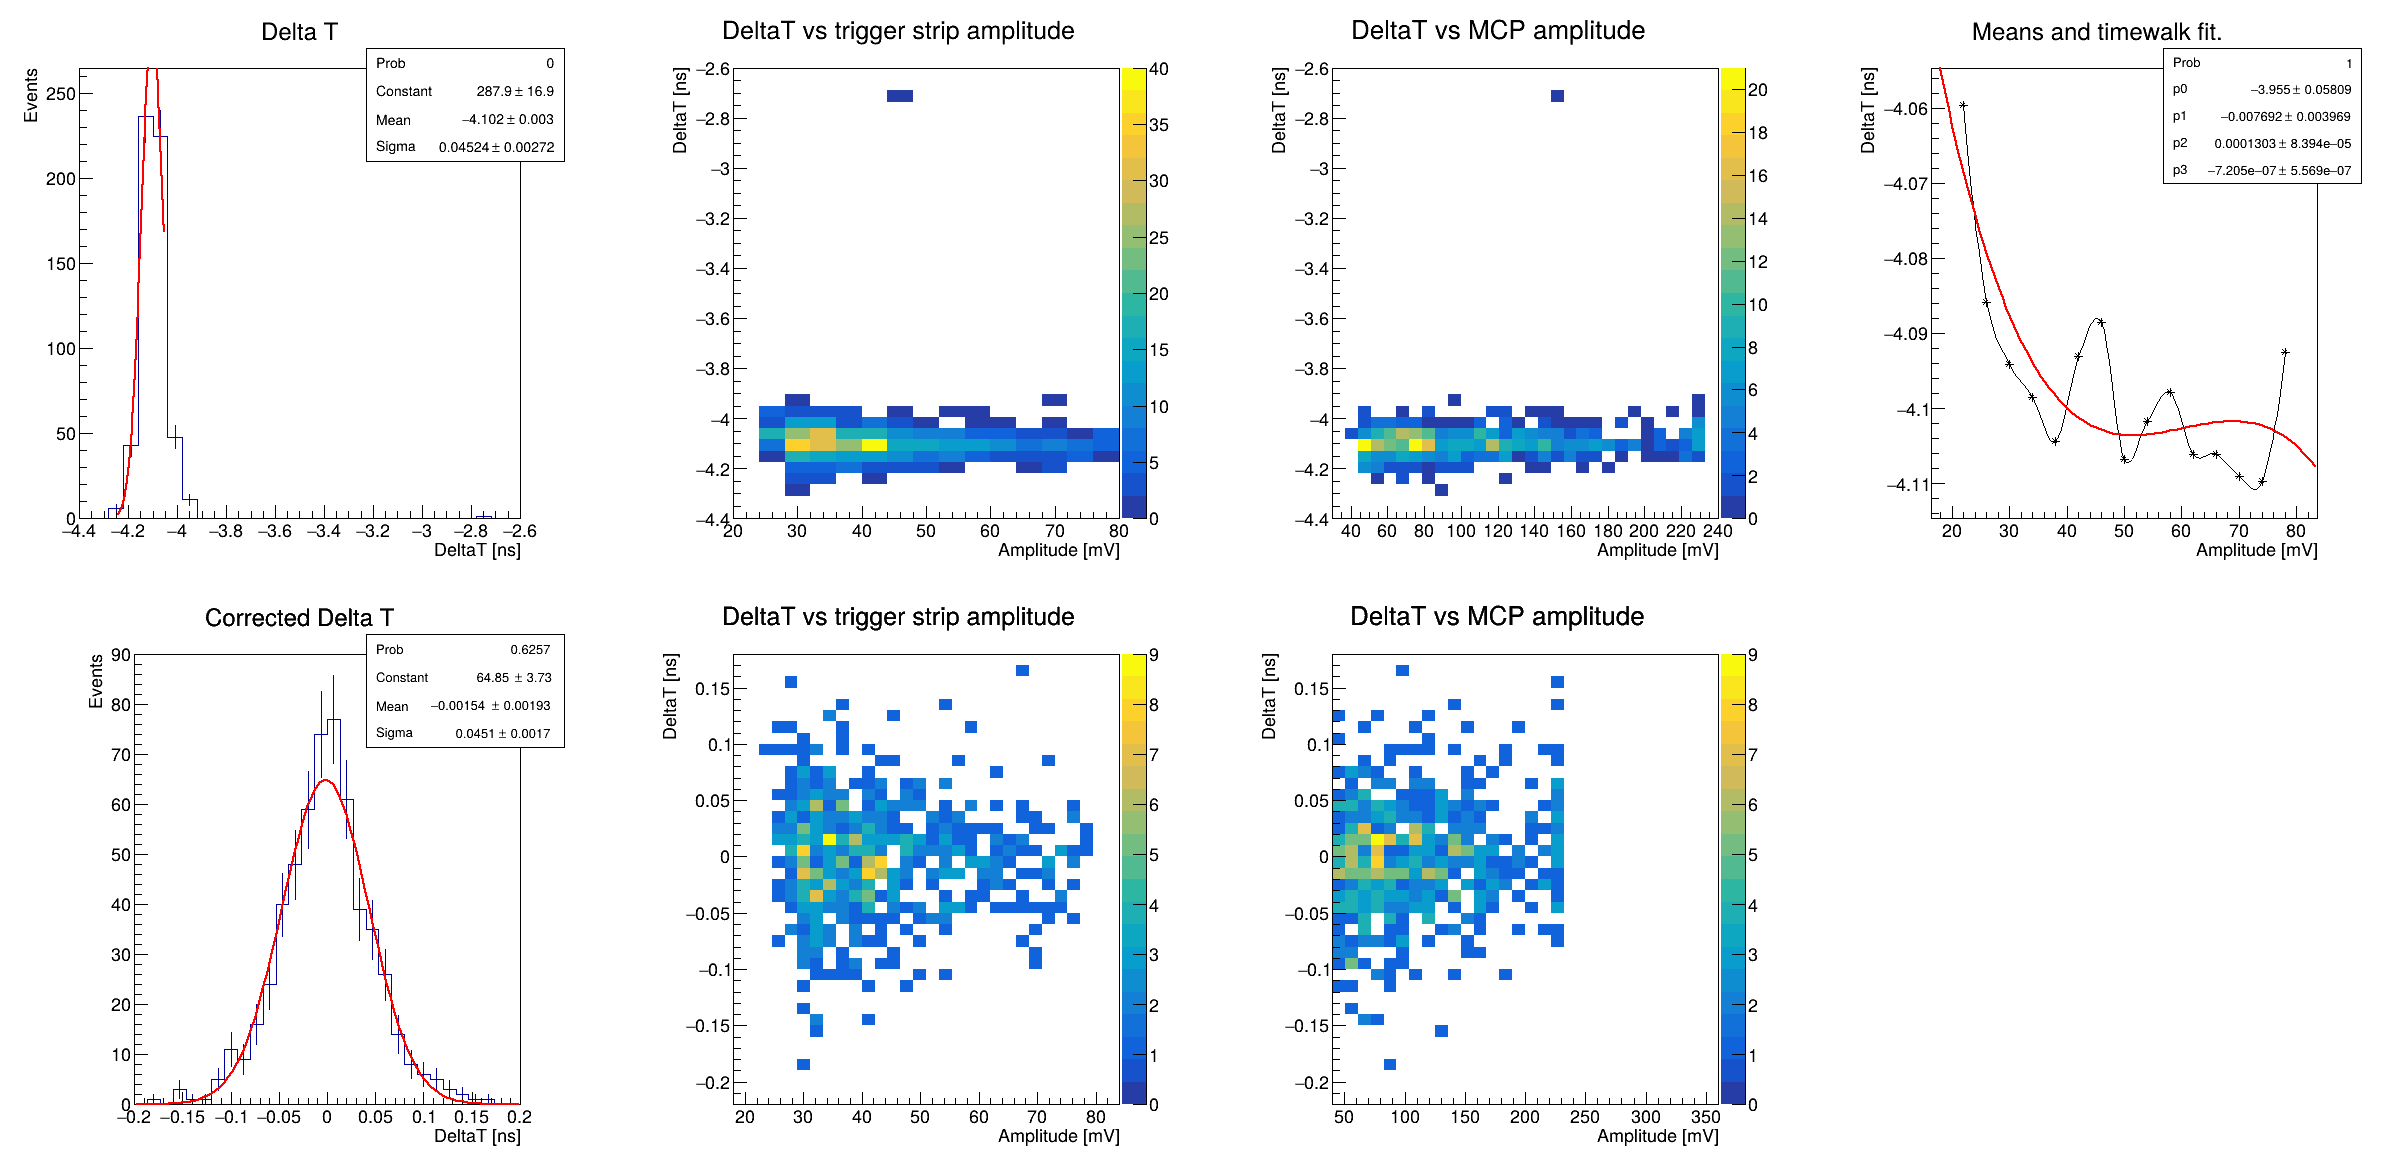 Delta T
Prob 0
Constant 287.9 ± 16.9
Mean −4.102 ± 0.003
Sigma 0.04524 ± 0.00272
Events
250
200
150
100
50
0
−4.4 −4.2 −4 −3.8 −3.6 −3.4 −3.2 −3 −2.8 −2.6
DeltaT [ns]
DeltaT vs trigger strip amplitude
DeltaT [ns]
−2.6
−2.8
−3
−3.2
−3.4
−3.6
−3.8
−4
−4.2
−4.4
20 30 40 50 60 70 80
Amplitude [mV]
40
35
30
25
20
15
10
5
0
DeltaT vs MCP amplitude
DeltaT [ns]
−2.6
−2.8
−3
−3.2
−3.4
−3.6
−3.8
−4
−4.2
−4.4
40 60 80 100 120 140 160 180 200 220 240
Amplitude [mV]
20
18
16
14
12
10
8
6
4
2
0
Means and timewalk fit.
Prob 1
p0 −3.955 ± 0.05809
p1 −0.007692 ± 0.003969
p2 0.0001303 ± 8.394e−05
p3 −7.205e−07 ± 5.569e−07
DeltaT [ns]
−4.06
−4.07
−4.08
−4.09
−4.1
−4.11
20 30 40 50 60 70 80
Amplitude [mV]
Corrected Delta T
Prob 0.6257
Constant 64.85 ± 3.73
Mean −0.00154 ± 0.00193
Sigma 0.0451 ± 0.0017
Events
90
80
70
60
50
40
30
20
10
0
−0.2 −0.15 −0.1 −0.05 0 0.05 0.1 0.15 0.2
DeltaT [ns]
DeltaT vs trigger strip amplitude
DeltaT [ns]
0.15
0.1
0.05
0
−0.05
−0.1
−0.15
−0.2
20 30 40 50 60 70 80
Amplitude [mV]
9
8
7
6
5
4
3
2
1
0
DeltaT vs MCP amplitude
DeltaT [ns]
0.15
0.1
0.05
0
−0.05
−0.1
−0.15
−0.2
50 100 150 200 250 300 350
Amplitude [mV]
9
8
7
6
5
4
3
2
1
0